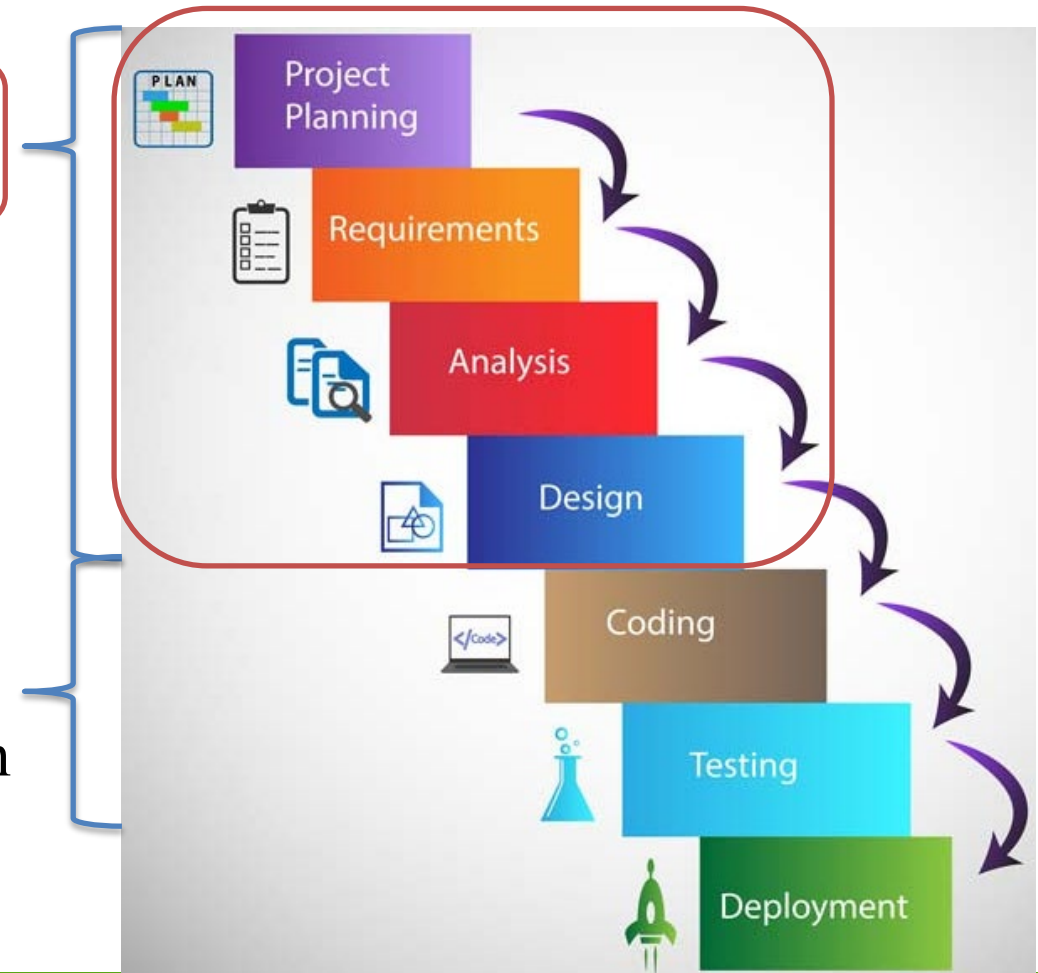 PLAN
Project
Planning
Requirements
Analysis
Design
</Code>
Coding
n
Testing
Deployment